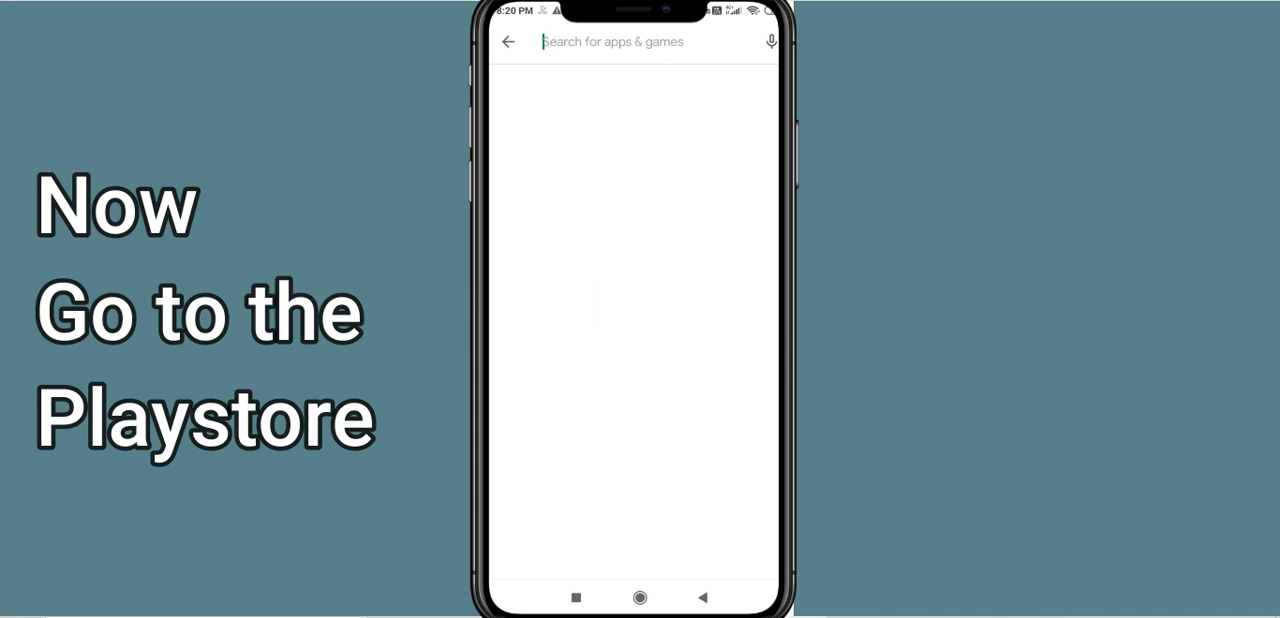 8:20 PM
Search for apps & games
Now
Go to the
Playstore